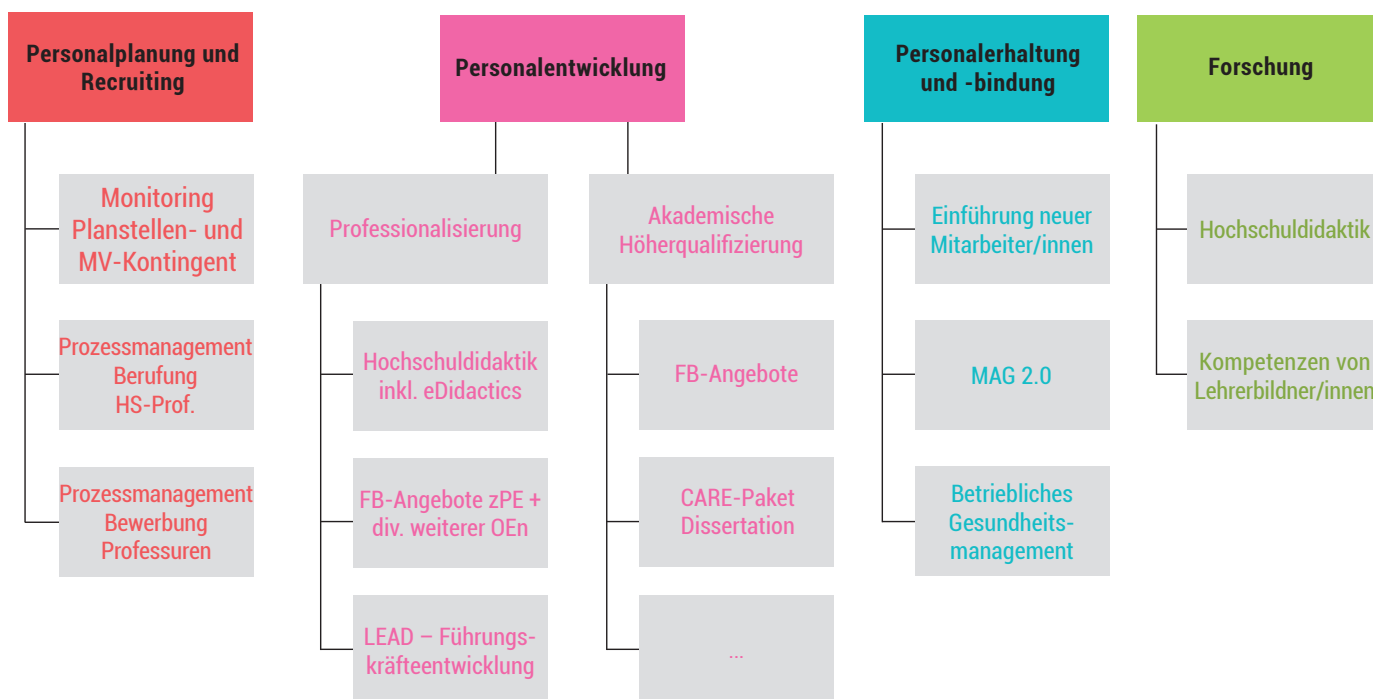 Personalplanung und
Recruiting
Monitoring
Planstellen- und
MV-Kontingent
Prozessmanagement
Berufung
HS-Prof.
Prozessmanagement
Bewerbung
Professuren
Personalentwicklung
Professionalisierung
Hochschuldidaktik
inkl. eDidactics
FB-Angebote zPE +
div. weiterer OEn
LEAD – Führungs-
kräfteentwicklung
Akademische
Höherqualifizierung
FB-Angebote
CARE-Paket
Dissertation
...
Personalerhaltung
und -bindung
Einführung neuer
Mitarbeiter/innen
MAG 2.0
Betriebliches
Gesundheits-
management
Forschung
Hochschuldidaktik
Kompetenzen von
Lehrerbildner/innen